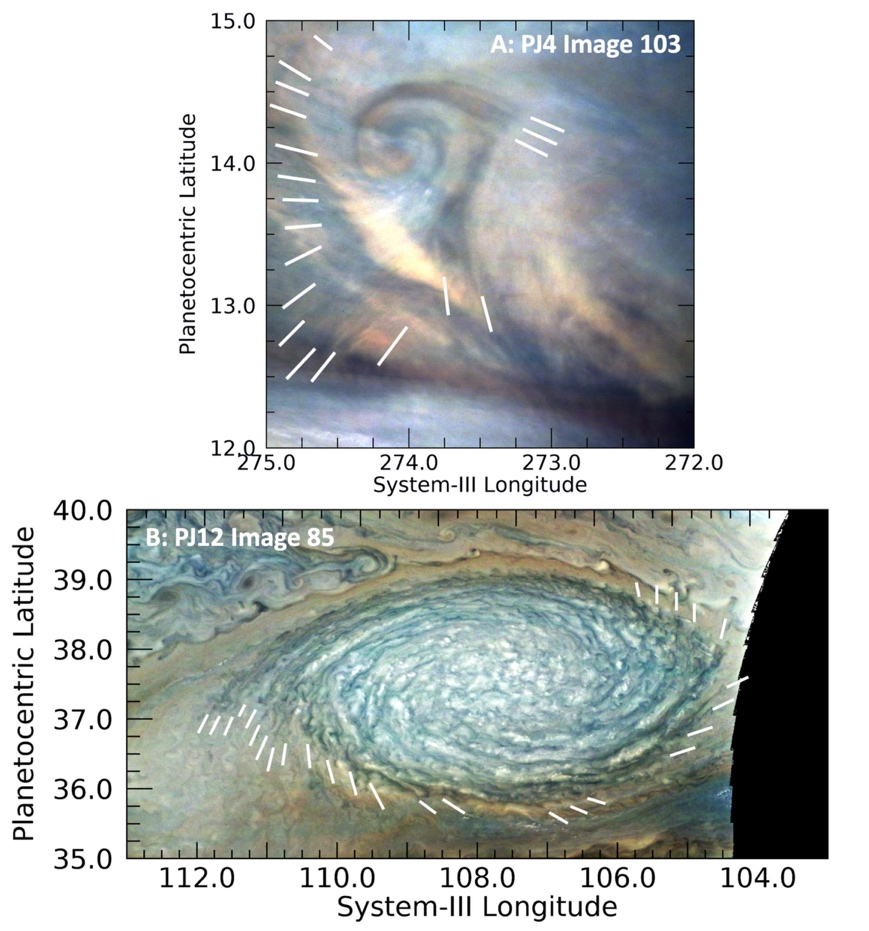 15.0
A: PJ4 Image 103
14.0
13.0
12.0
Planetocentric Latitude
275.0 274.0 273.0 272.0
System-III Longitude
40.0
B: PJ12 Image 85
39.0
38.0
37.0
36.0
35.0
Planetocentric Latitude
112.0 110.0 108.0 106.0 104.0
System-III Longitude